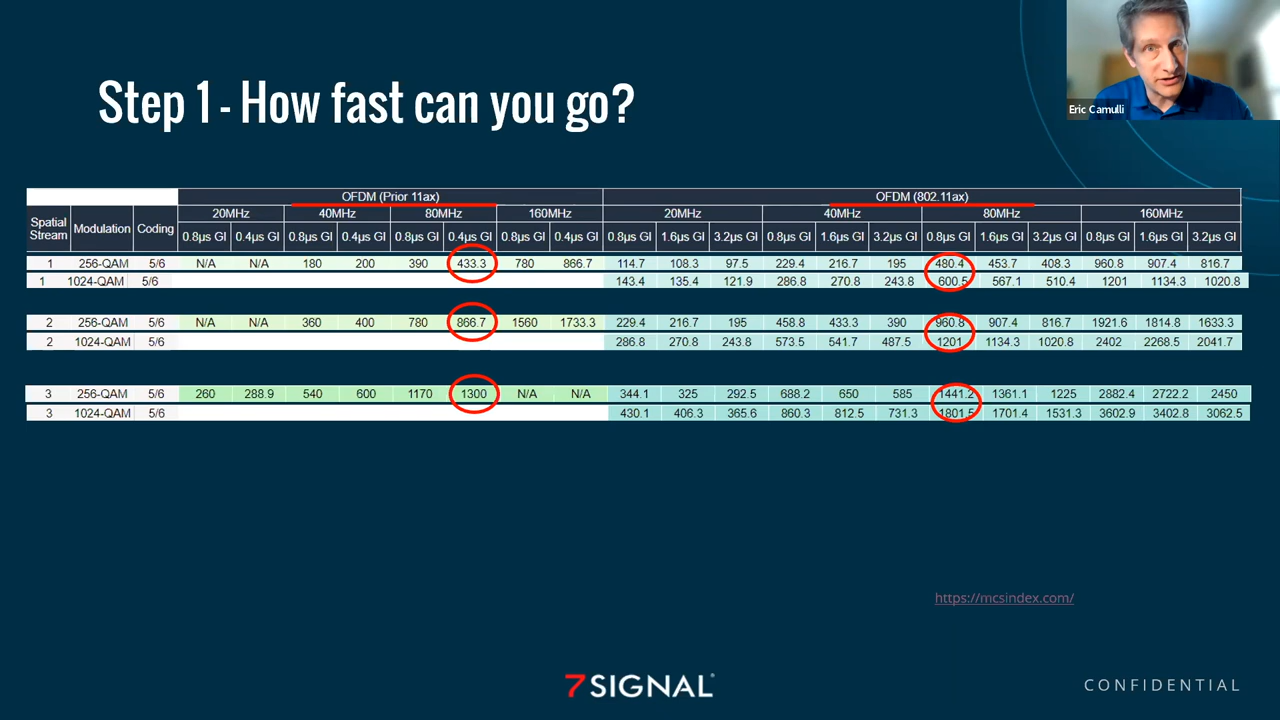 Eric Camulli
Step 1 - How fast can you go?
OFDM (Prior 11ax) OFDM (802.11ax)
Spatial Stream Modulation Coding 20MHz 40MHz 80MHz 160MHz 20MHz 40MHz 80MHz 160MHz
0.8µs GI 0.4µs GI 0.8µs GI 0.4µs GI 0.8µs GI 0.4µs GI 0.8µs GI 0.4µs GI 0.8µs GI 1.6µs GI 3.2µs GI 0.8µs GI 1.6µs GI 3.2µs GI 0.8µs GI 1.6µs GI 3.2µs GI 0.8µs GI 1.6µs GI 3.2µs GI
1 256-QAM 5/6 N/A N/A 180 200 390 433.3 780 866.7 114.7 108.3 97.5 229.4 216.7 195 480.4 453.7 408.3 960.8 907.4 816.7
1 1024-QAM 5/6 143.4 135.4 121.9 286.8 270.8 243.8 600.5 567.1 510.4 1201 1134.3 1020.8
2 256-QAM 5/6 N/A N/A 360 400 780 866.7 1560 1733.3 229.4 216.7 195 458.8 433.3 390 960.8 907.4 816.7 1921.6 1814.8 1633.3
2 1024-QAM 5/6 286.8 270.8 243.8 573.5 541.7 487.5 1201 1134.3 1020.8 2402 2268.5 2041.7
3 256-QAM 5/6 260 288.9 540 600 1170 1300 N/A N/A 344.1 325 292.5 688.2 650 585 1441.2 1361.1 1225 2882.4 2722.2 2450
3 1024-QAM 5/6 430.1 406.3 365.6 860.3 812.5 731.3 1801.5 1701.4 1531.3 3602.9 3402.8 3062.5
https://mcsindex.com/
7SIGNAL
CONFIDENTIAL